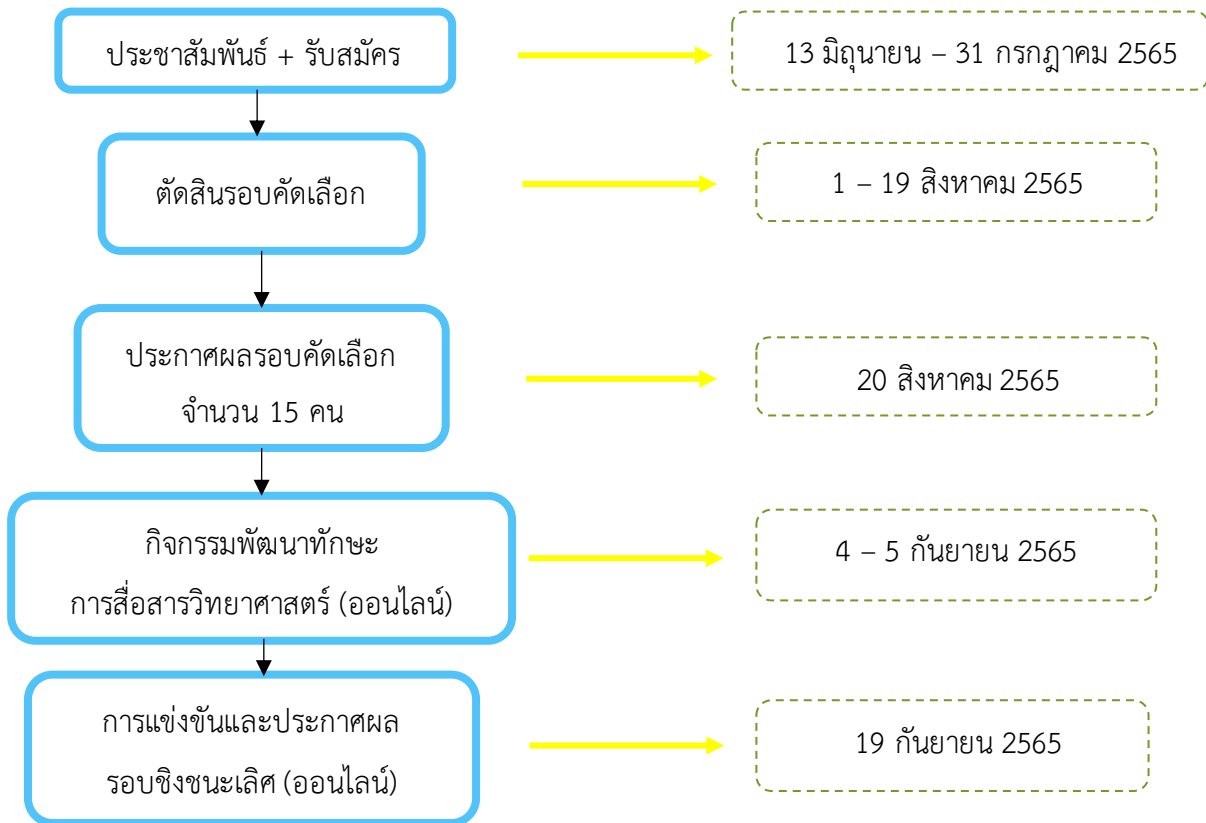 ประชาสัมพันธ์ + รับสมัคร
13 มิถุนายน – 31 กรกฎาคม 2565
ตัดสินรอบคัดเลือก
1 – 19 สิงหาคม 2565
ประกาศผลรอบคัดเลือก
จำนวน 15 คน
20 สิงหาคม 2565
กิจกรรมพัฒนาทักษะ
การสื่อสารวิทยาศาสตร์ (ออนไลน์)
4 – 5 กันยายน 2565
การแข่งขันและประกาศผล
รอบชิงชนะเลิศ (ออนไลน์)
19 กันยายน 2565